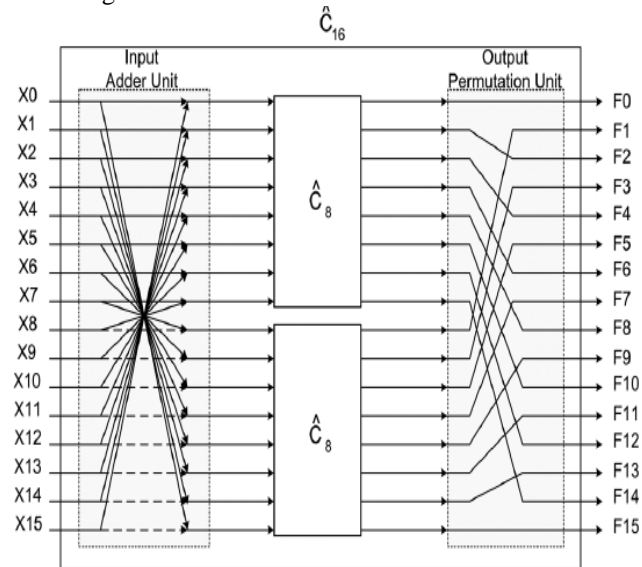 Ĉ16
Input
Adder Unit
Output
Permutation Unit
X0
X1
X2
X3
X4
X5
X6
X7
X8
X9
X10
X11
X12
X13
X14
X15
Ĉ8
Ĉ8
F0
F1
F2
F3
F4
F5
F6
F7
F8
F9
F10
F11
F12
F13
F14
F15